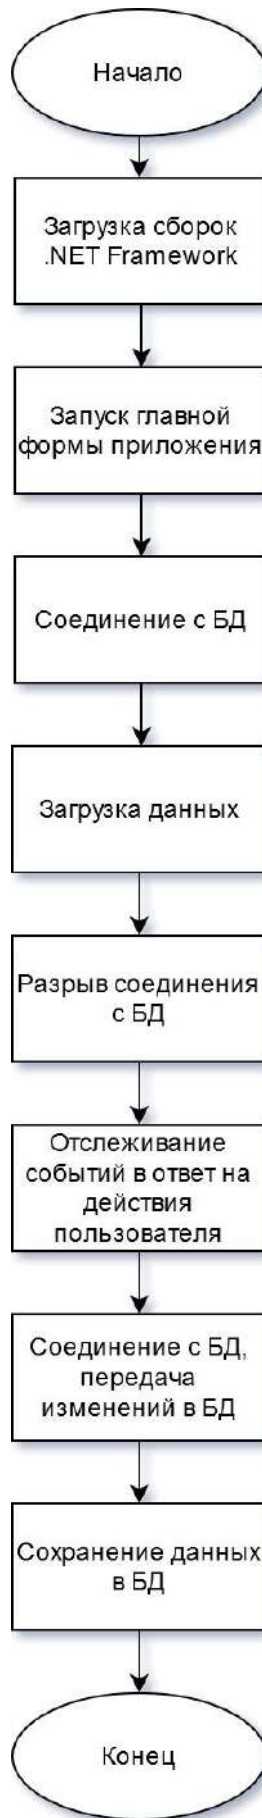 Начало
Загрузка сборок
.NET Framework
Запуск главной
формы приложения
Соединение с БД
Загрузка данных
Разрыв соединения
с БД
Отслеживание
событий в ответ на
действия
пользователя
Соединение с БД,
передача
изменений в БД
Сохранение данных
в БД
Конец